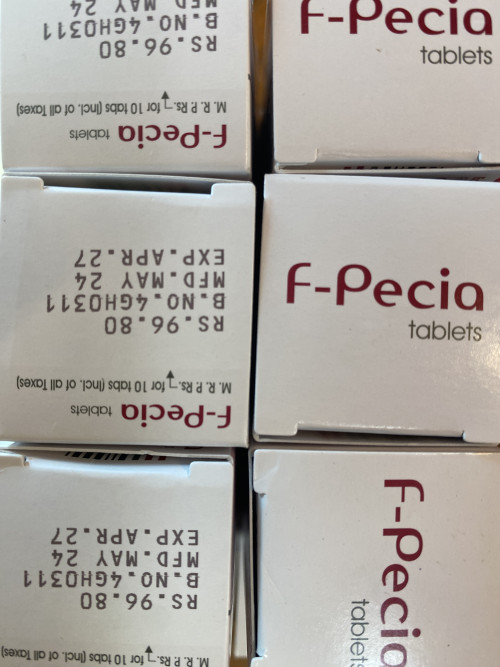 F-Pecia tablets
M. R. P. Rs. for 10 tabs (Incl. of all Taxes)
RS.96.80
B.NO.4GH0311
MFD.MAY 24
F-Pecia
tablets
F-Pecia tablets
M. R. P. Rs. for 10 tabs (Incl. of all Taxes)
RS.96.80
B.NO.4GH0311
MFD.MAY 24
EXP.APR.27
F-Pecia
tablets
M. R. P. Rs. for 10 tabs (Incl. of all Taxes)
RS.96.80
B.NO.4GH0311
MFD.MAY 24
EXP.APR.27
F-Pecia
tablets